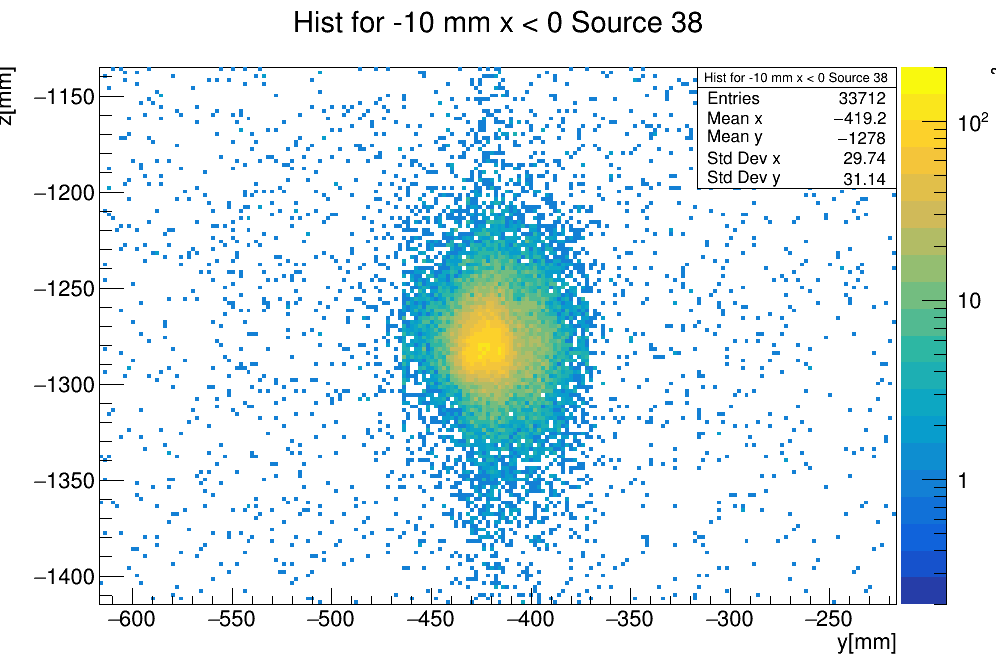 Hist for -10 mm x < 0 Source 38
z[mm]
−1150
−1200
−1250
−1300
−1350
−1400
Hist for -10 mm x < 0 Source 38
Entries 33712
Mean x −419.2
Mean y −1278
Std Dev x 29.74
Std Dev y 31.14
10²
10
1
−600 −550 −500 −450 −400 −350 −300 −250
y[mm]